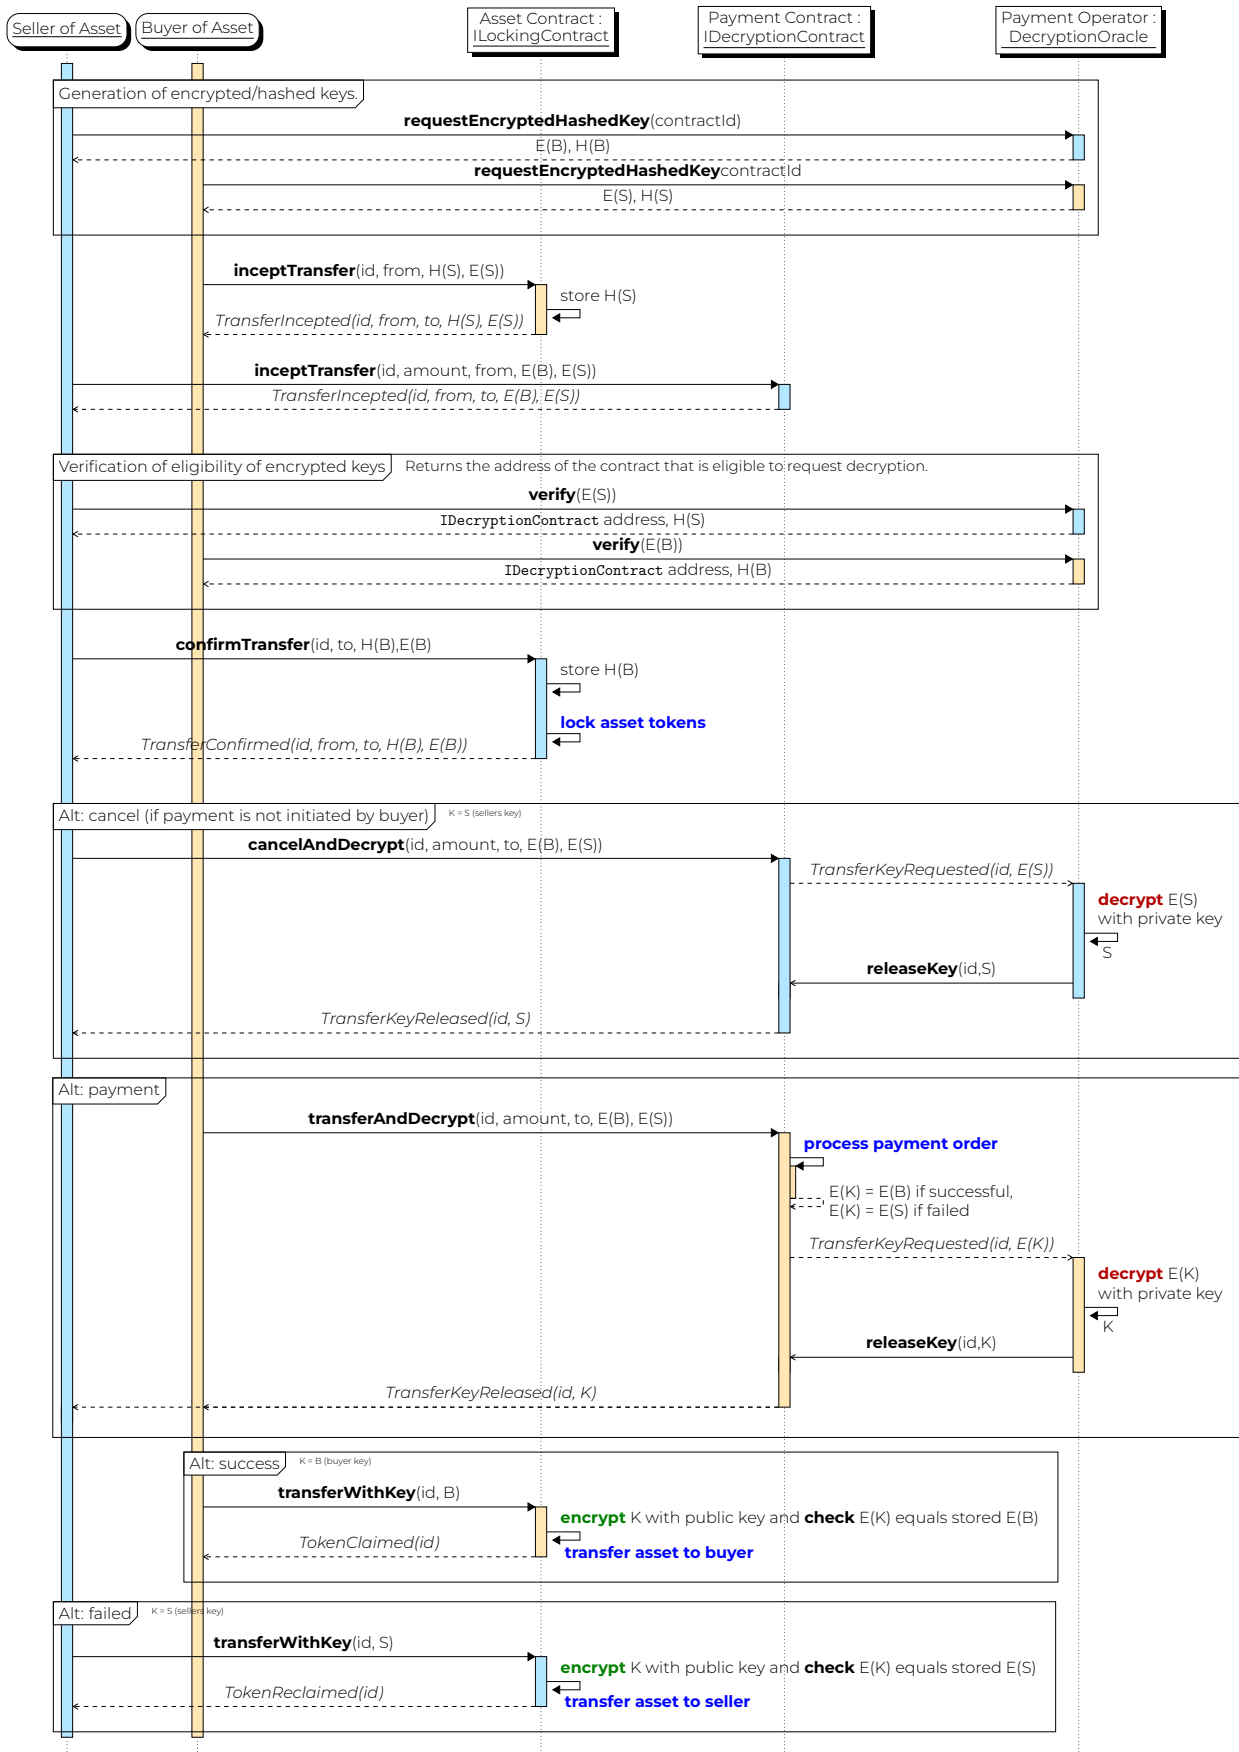 Seller of Asset
Buyer of Asset
Asset Contract :
ILockingContract
Payment Contract :
IDecryptionContract
Payment Operator :
DecryptionOracle
Generation of encrypted/hashed keys.
requestEncryptedHashedKey(contractId)
E(B), H(B)
requestEncryptedHashedKeycontractId
E(S), H(S)
inceptTransfer(id, from, H(S), E(S))
store H(S)
TransferIncepted(id, from, to, H(S), E(S))
inceptTransfer(id, amount, from, E(B), E(S))
TransferIncepted(id, from, to, E(B), E(S))
Verification of eligibility of encrypted keys
Returns the address of the contract that is eligible to request decryption.
verify(E(S))
IDecryptionContract address, H(S)
verify(E(B))
IDecryptionContract address, H(B)
confirmTransfer(id, to, H(B),E(B)
store H(B)
lock asset tokens
TransferConfirmed(id, from, to, H(B), E(B))
Alt: cancel (if payment is not initiated by buyer)
K = S (sellers key)
cancelAndDecrypt(id, amount, to, E(B), E(S))
TransferKeyRequested(id, E(S))
decrypt E(S)
with private key
S
releaseKey(id,S)
TransferKeyReleased(id, S)
Alt: payment
transferAndDecrypt(id, amount, to, E(B), E(S))
process payment order
E(K) = E(B) if successful,
E(K) = E(S) if failed
TransferKeyRequested(id, E(K))
decrypt E(K)
with private key
K
releaseKey(id,K)
TransferKeyReleased(id, K)
Alt: success
K = B (buyer key)
transferWithKey(id, B)
encrypt K with public key and check E(K) equals stored E(B)
TokenClaimed(id)
transfer asset to buyer
Alt: failed
K = S (sellers key)
transferWithKey(id, S)
encrypt K with public key and check E(K) equals stored E(S)
TokenReclaimed(id)
transfer asset to seller